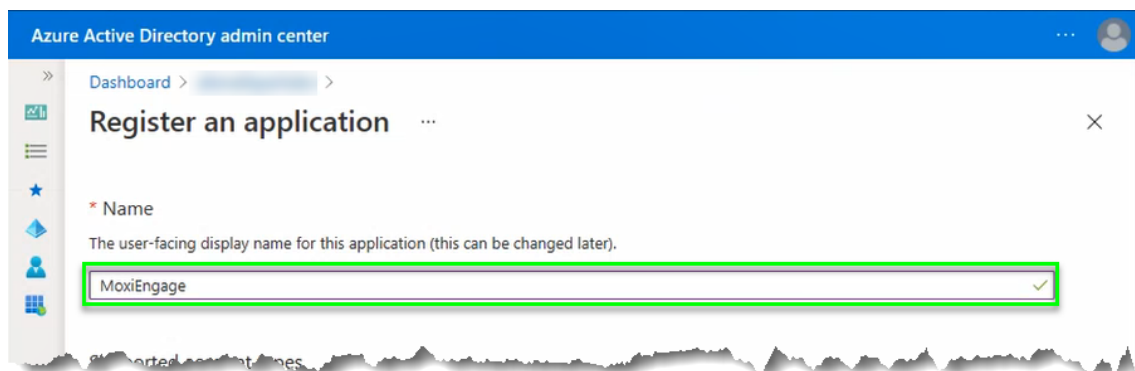 Azure Active Directory admin center
Dashboard > >
Register an application ...
* Name
The user-facing display name for this application (this can be changed later).
MoxiEngage